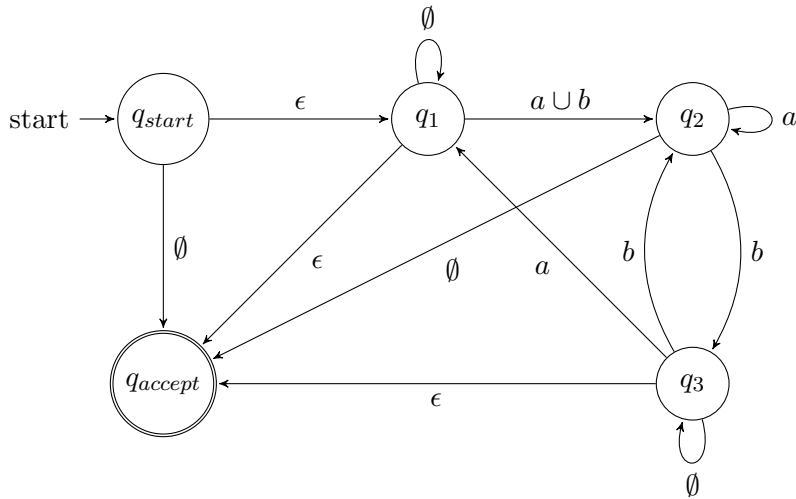 ∅
start
q_start
ϵ
q_1
a ∪ b
q_2
a
∅
ϵ
∅
a
b
b
q_accept
ϵ
q_3
∅